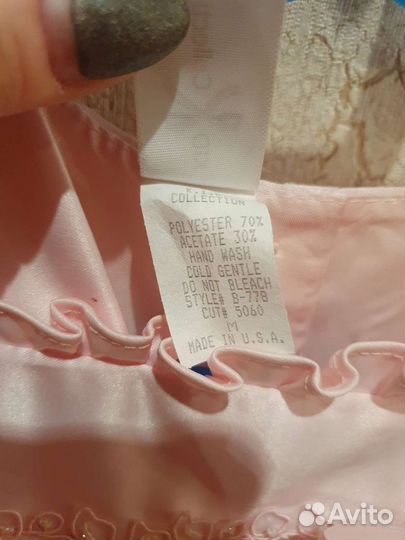 COLLECTION
POLYESTER 70%
ACETATE 30%
HAND WASH
COLD GENTLE
DO NOT BLEACH
STYLE# B-778
CUT# 5060
M
MADE IN U.S.A.
Avito